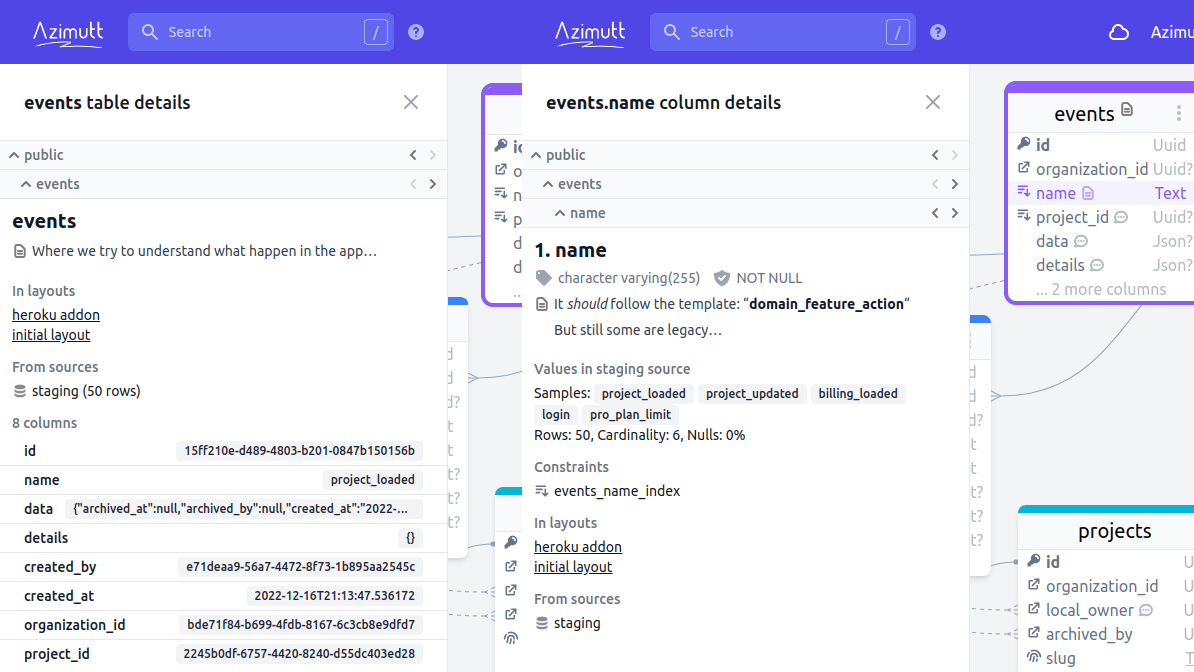 Azimutt
Search
/
?
events table details
public
events
events
Where we try to understand what happen in the app…
In layouts
heroku addon
initial layout
From sources
staging (50 rows)
8 columns
id
15ff210e-d489-4803-b201-0847b150156b
name
project_loaded
data
{"archived_at":null,"archived_by":null,"created_at":"2022-…
details
{}
created_by
e71deaa9-56a7-4472-8f73-1b895aa2545c
created_at
2022-12-16T21:13:47.536172
organization_id
bde71f84-b699-4fdb-8167-6c3cb8e9dfd7
project_id
2245b0df-6757-4420-8240-d55dc403ed28
Azimutt
Search
/
?
Azimu
events.name column details
public
events
name
1. name
character varying(255)
NOT NULL
It should follow the template: “domain_feature_action“
But still some are legacy…
Values in staging source
Samples: project_loaded project_updated billing_loaded
login pro_plan_limit
Rows: 50, Cardinality: 6, Nulls: 0%
Constraints
events_name_index
In layouts
heroku addon
initial layout
From sources
staging
events
id Uuid
organization_id Uuid?
name Text
project_id Uuid?
data Json?
details Json?
... 2 more columns
projects
id U
organization_id U
local_owner U
archived_by U
slug T